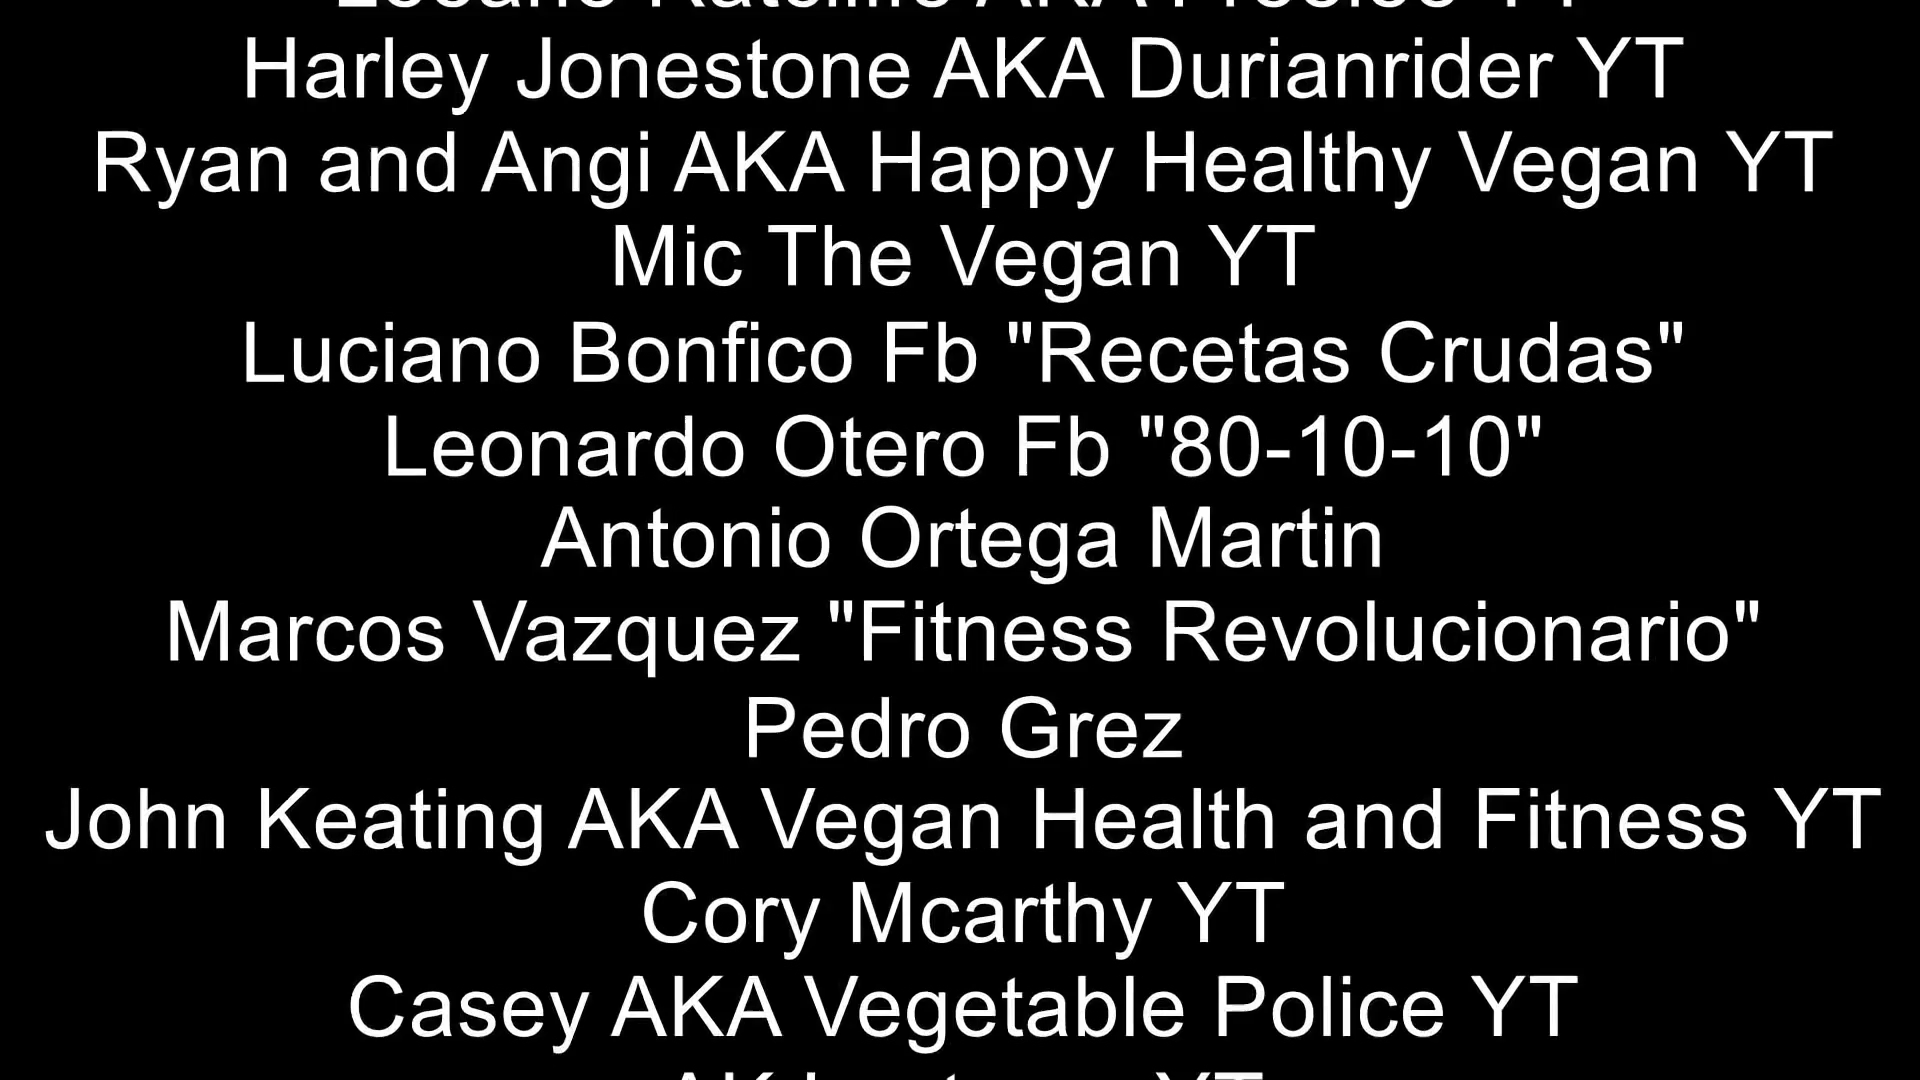 Harley Jonestone AKA Durianrider YT
Ryan and Angi AKA Happy Healthy Vegan YT
Mic The Vegan YT
Luciano Bonfico Fb "Recetas Crudas"
Leonardo Otero Fb "80-10-10"
Antonio Ortega Martin
Marcos Vazquez "Fitness Revolucionario"
Pedro Grez
John Keating AKA Vegan Health and Fitness YT
Cory Mcarthy YT
Casey AKA Vegetable Police YT